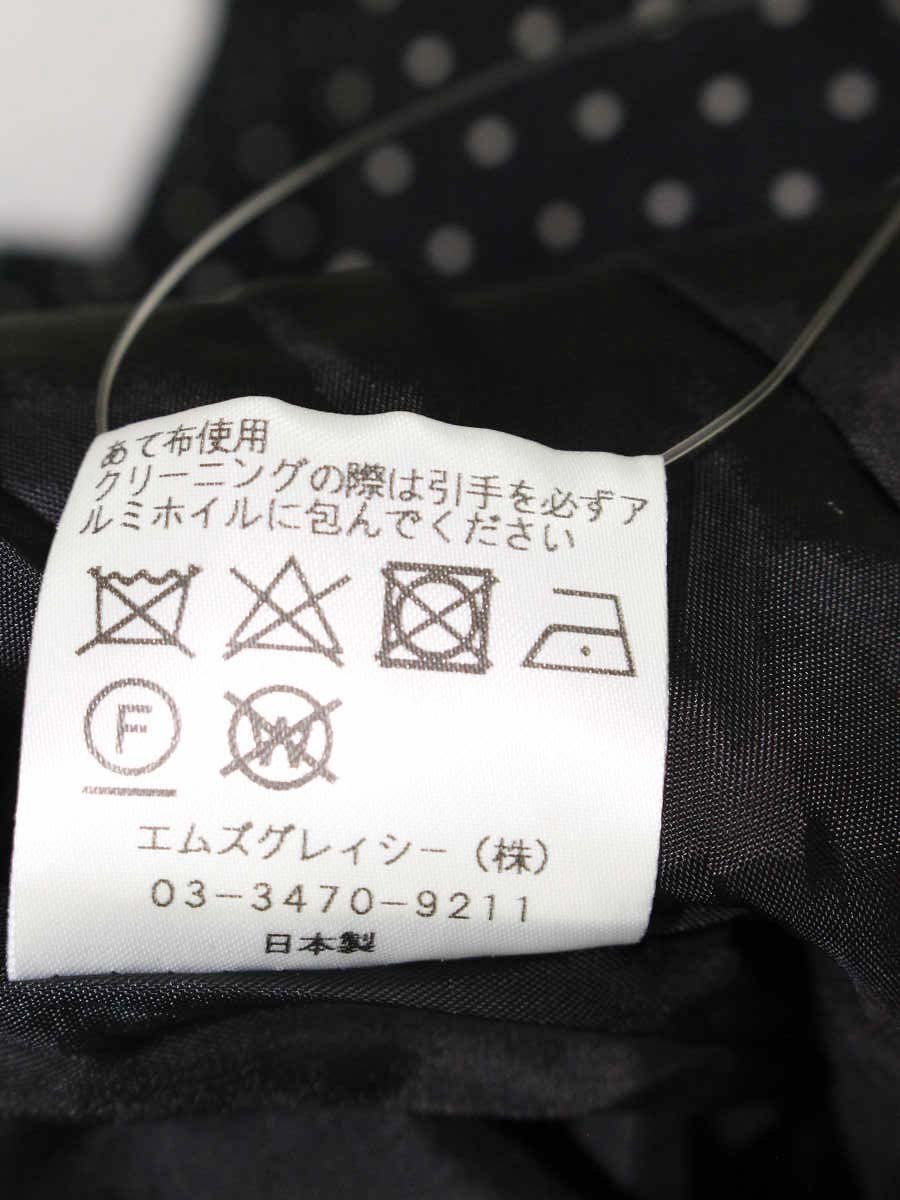 あて布使用
クリーニングの際は引手を必ずア
ルミホイルに包んでください
F
W
エムズグレイシー（株）
03-3470-9211
日本製